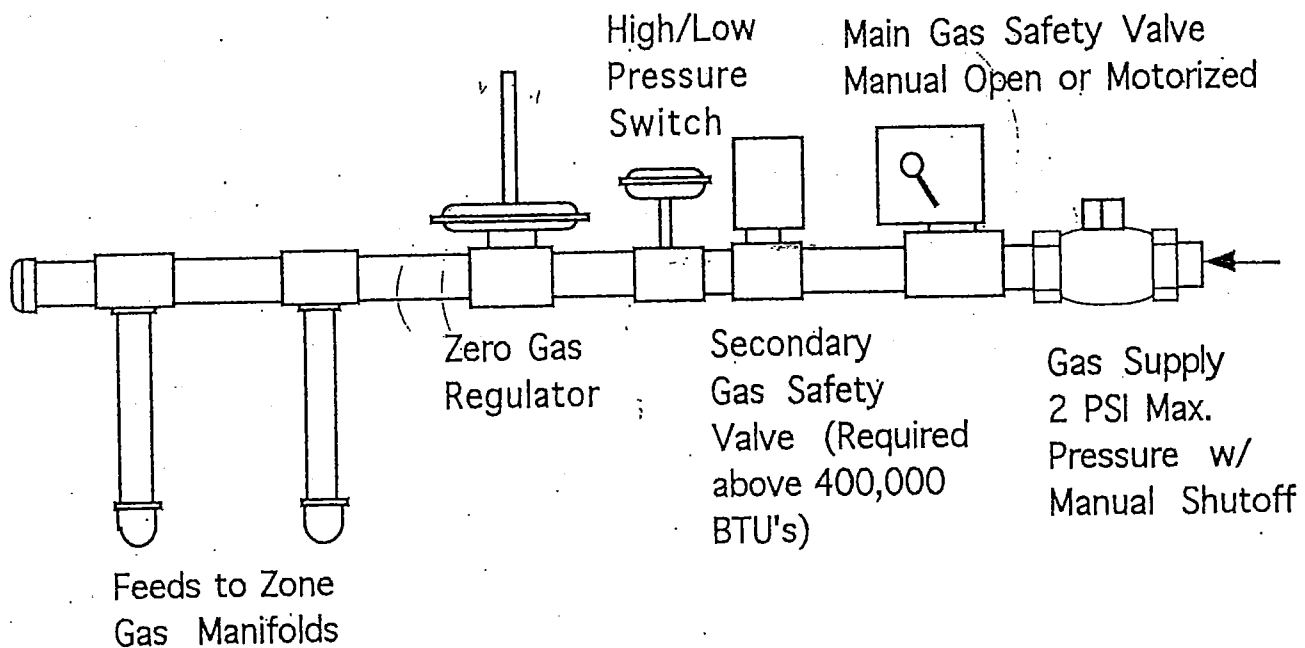 High/Low
Pressure
Switch
Main Gas Safety Valve
Manual Open or Motorized
Zero Gas
Regulator
Secondary
Gas Safety
Valve (Required
above 400,000
BTU's)
Gas Supply
2 PSI Max.
Pressure w/
Manual Shutoff
Feeds to Zone
Gas Manifolds